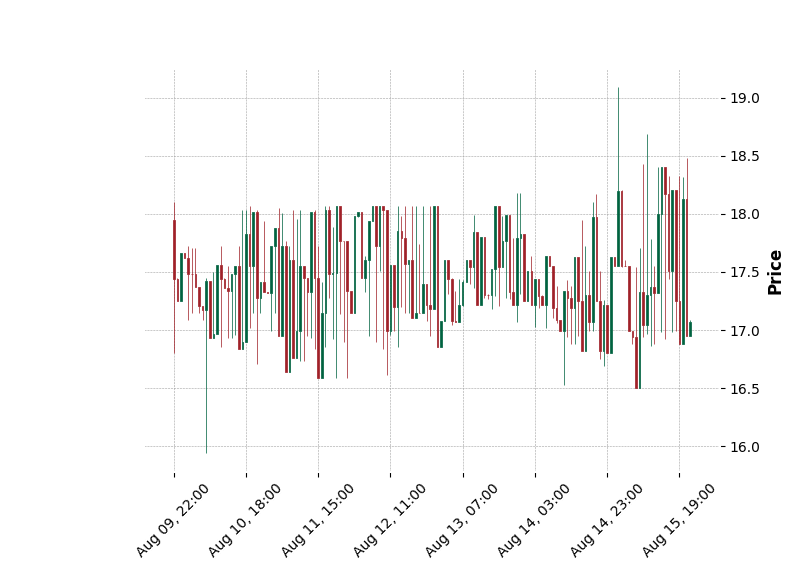 19.0
18.5
18.0
17.5
17.0
16.5
16.0
Price
Aug 09, 22:00
Aug 10, 18:00
Aug 11, 15:00
Aug 12, 11:00
Aug 13, 07:00
Aug 14, 03:00
Aug 14, 23:00
Aug 15, 19:00